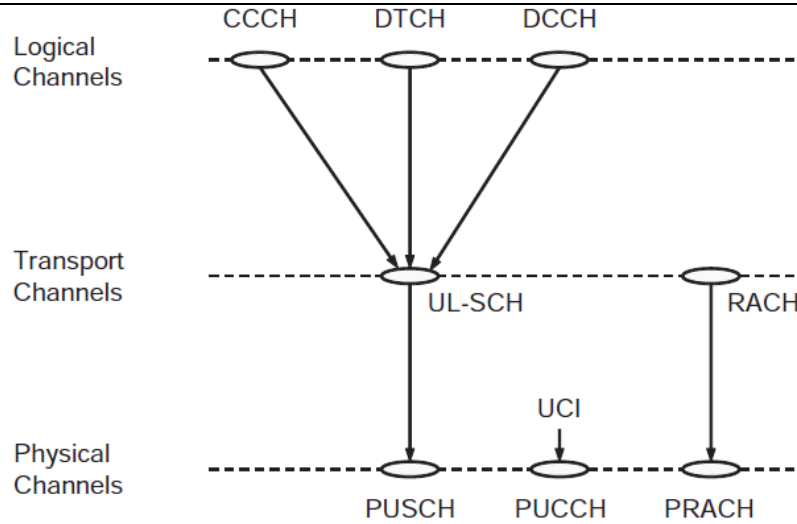 CCCH DTCH DCCH
Logical
Channels
Transport
Channels
UL-SCH RACH
UCI
Physical
Channels
PUSCH PUCCH PRACH